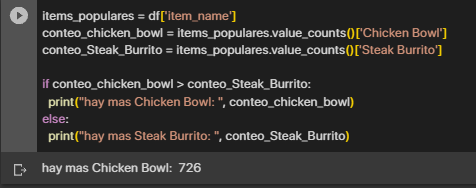 items_populares = df['item_name']
conteo_chicken_bowl = items_populares.value_counts()['Chicken Bowl']
conteo_Steak_Burrito = items_populares.value_counts()['Steak Burrito']
if conteo_chicken_bowl > conteo_Steak_Burrito:
print("hay mas Chicken Bowl: ", conteo_chicken_bowl)
else:
print("hay mas Steak Burrito: ", conteo_Steak_Burrito)
hay mas Chicken Bowl:  726